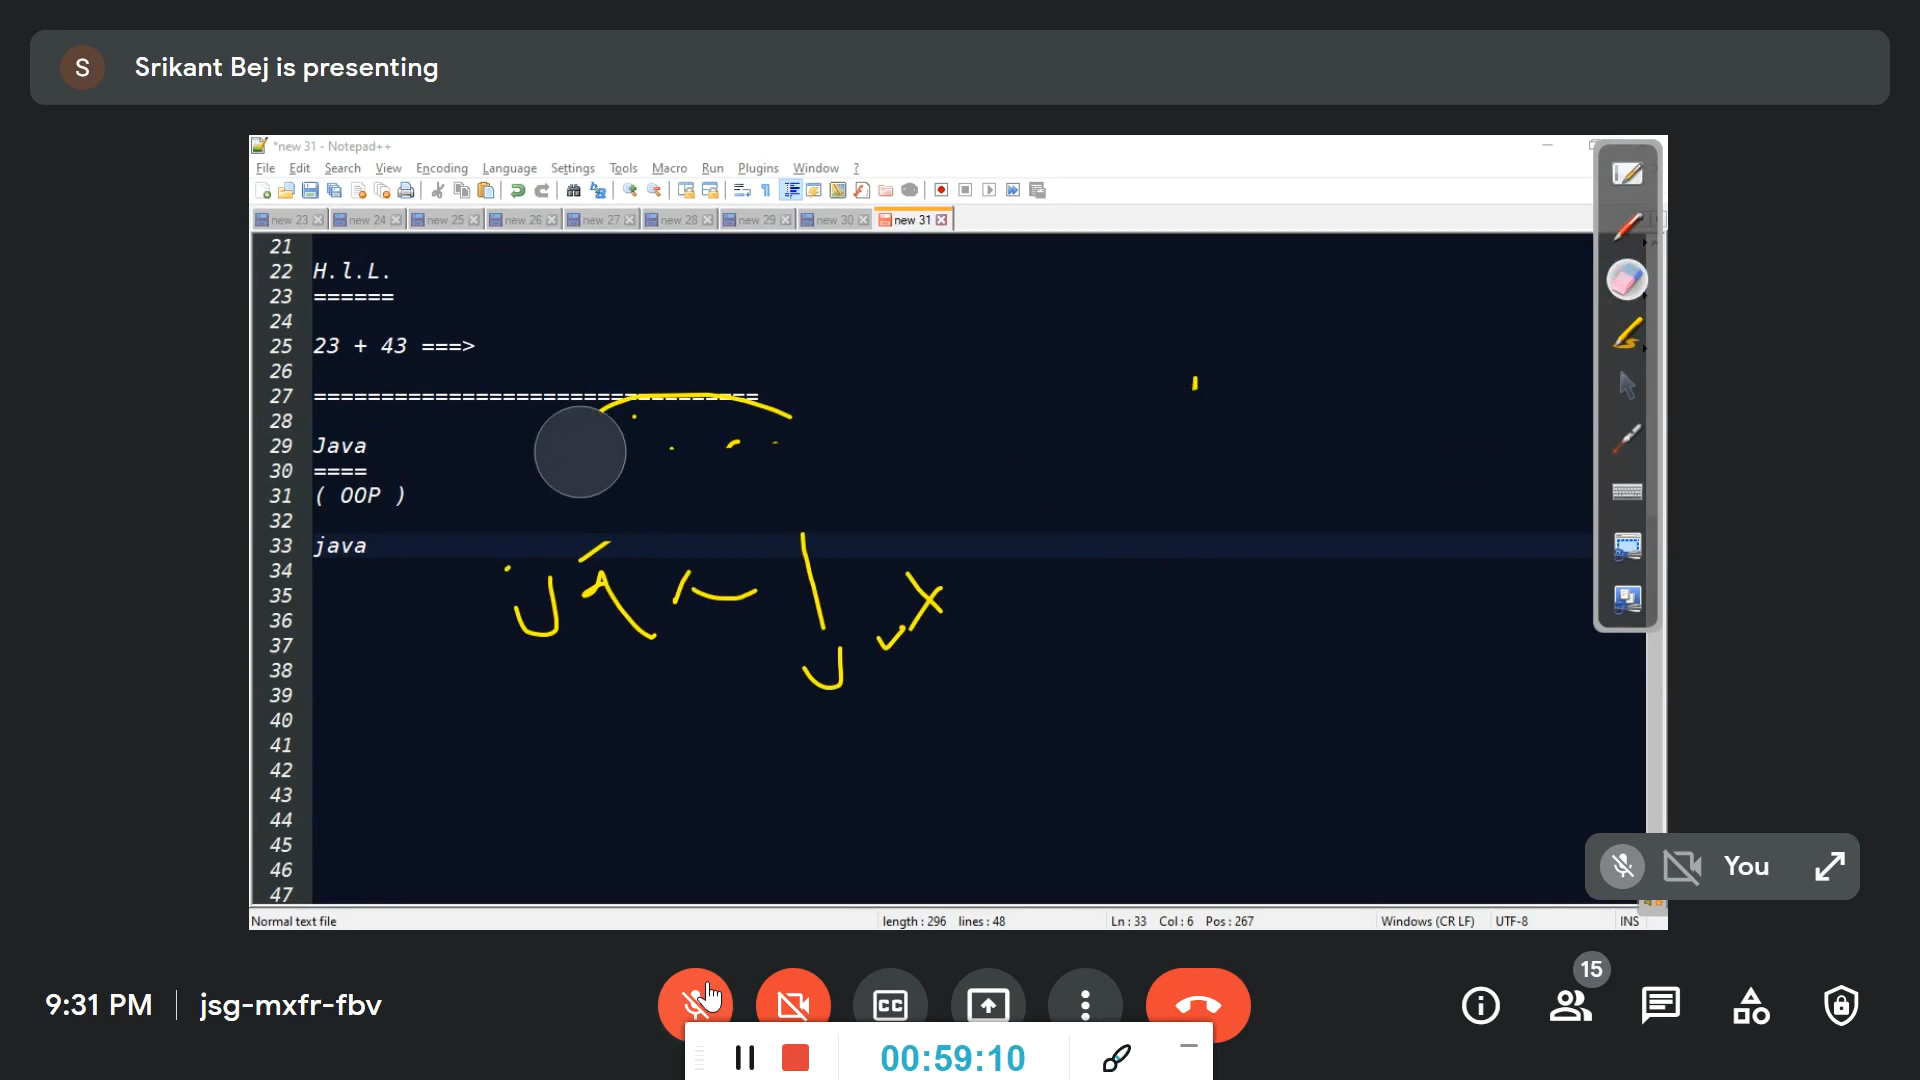 S Srikant Bej is presenting
*new 31 - Notepad++
File Edit Search View Encoding Language Settings Tools Macro Run Plugins Window ?
new 23 new 24 new 25 new 26 new 27 new 28 new 29 new 30 new 31
21
22 H.l.L.
23 ======
24
25 23 + 43 ===>
26
27 =================================
28
29 Java
30 ====
31 ( OOP )
32
33 java
34
35
36
37
38
39
40
41
42
43
44
45
46
47
You
Normal text file length : 296 lines : 48 Ln : 33 Col : 6 Pos : 267 Windows (CR LF) UTF-8 INS
15
9:31 PM jsg-mxfr-fbv CC
00:59:10